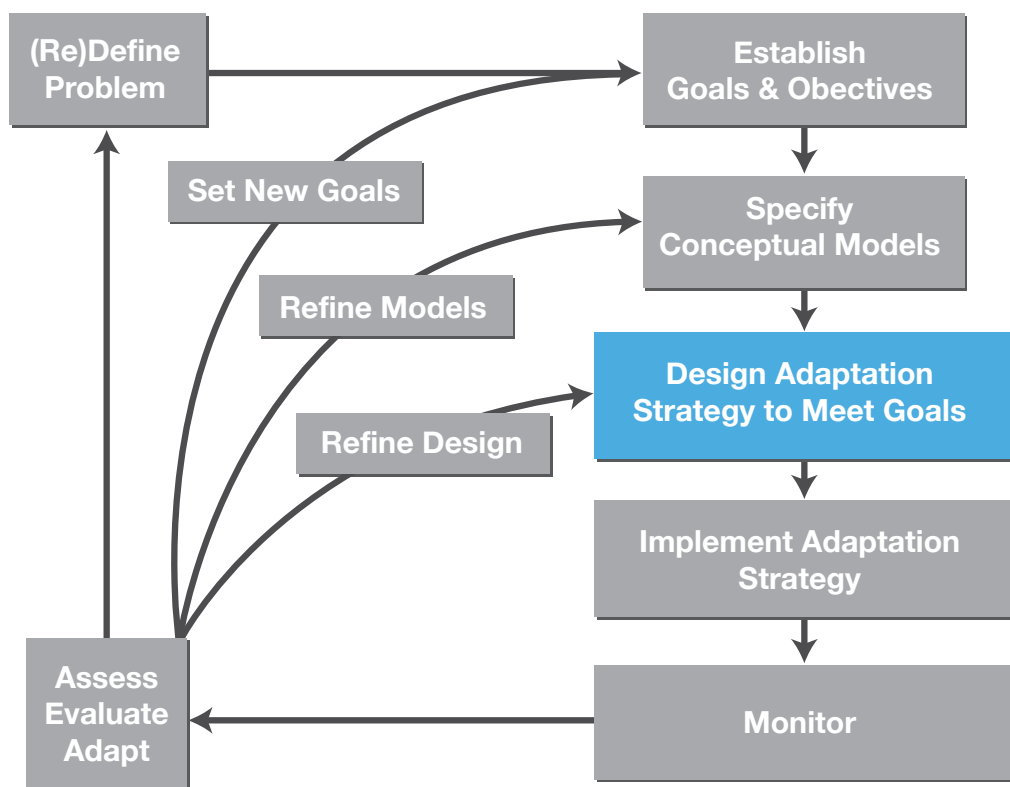 (Re)Define
Problem
Establish
Goals & Obectives
Set New Goals
Specify
Conceptual Models
Refine Models
Design Adaptation
Strategy to Meet Goals
Refine Design
Implement Adaptation
Strategy
Assess
Evaluate
Adapt
Monitor